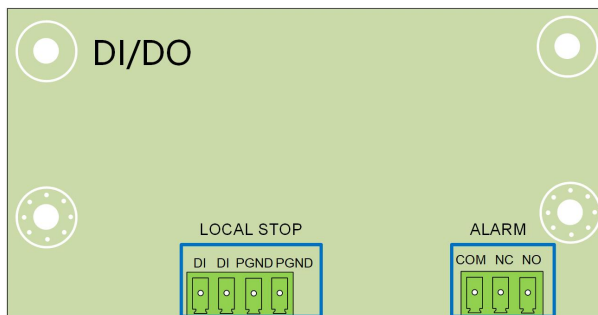 DI/DO
LOCAL STOP
ALARM
DI DI PGND PGND
COM NC NO